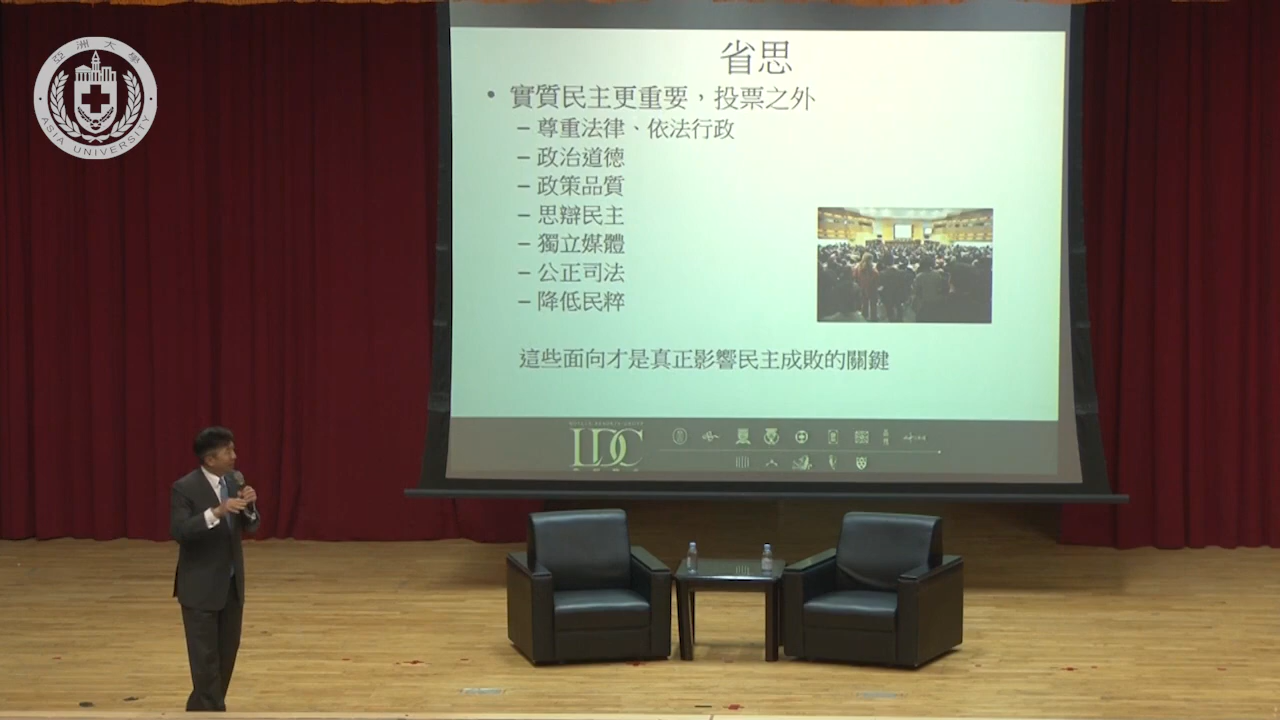 亞洲大學
ASIA UNIVERSITY
省思
• 實質民主更重要，投票之外
– 尊重法律、依法行政
– 政治道德
– 政策品質
– 思辯民主
– 獨立媒體
– 公正司法
– 降低民粹
這些面向才是真正影響民主成敗的關鍵
LDC